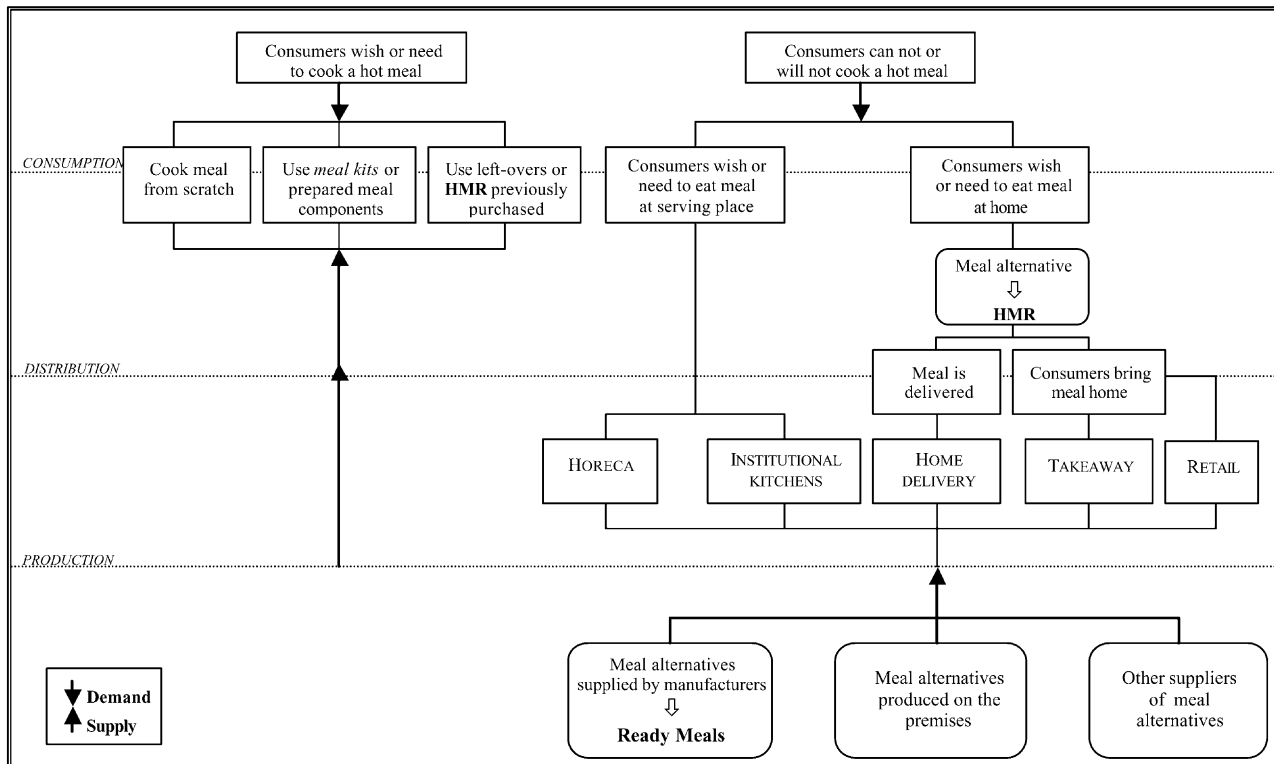 Consumers wish or need
to cook a hot meal
Consumers can not or
will not cook a hot meal
CONSUMPTION
Cook meal
from scratch
Use meal kits or
prepared meal
components
Use left-overs or
HMR previously
purchased
Consumers wish or
need to eat meal
at serving place
Consumers wish
or need to eat meal
at home
Meal alternative
⇩
HMR
DISTRIBUTION
Meal is
delivered
Consumers bring
meal home
HORECA
INSTITUTIONAL
KITCHENS
HOME
DELIVERY
TAKEAWAY
RETAIL
PRODUCTION
Meal alternatives
supplied by manufacturers
⇩
Ready Meals
Meal alternatives
produced on the
premises
Other suppliers
of meal
alternatives
Demand
Supply